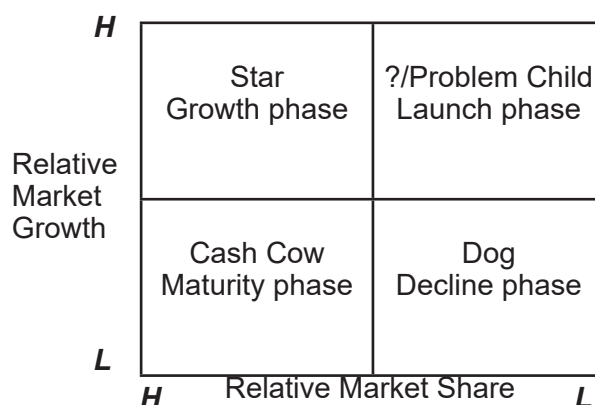 H
Star
Growth phase
?/Problem Child
Launch phase
Relative
Market
Growth
Cash Cow
Maturity phase
Dog
Decline phase
L
H
Relative Market Share
L